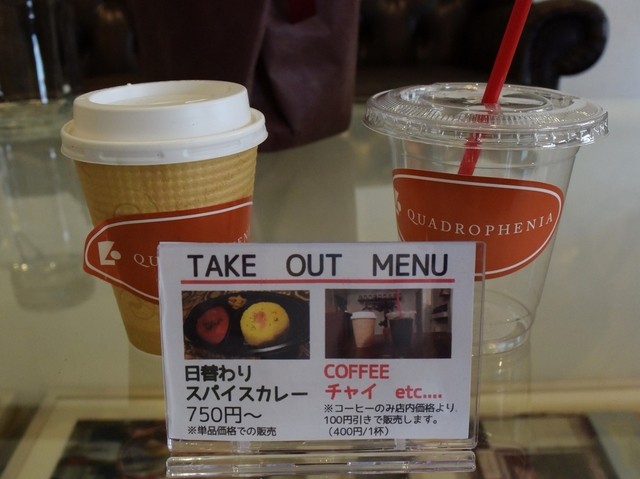 QU
QUADROPHENIA
TAKE OUT MENU
日替わり
スパイスカレー
750円〜
※単品価格での販売
COFFEE
チャイ etc....
※コーヒーのみ店内価格より
100円引きで販売します。
(400円/1杯)